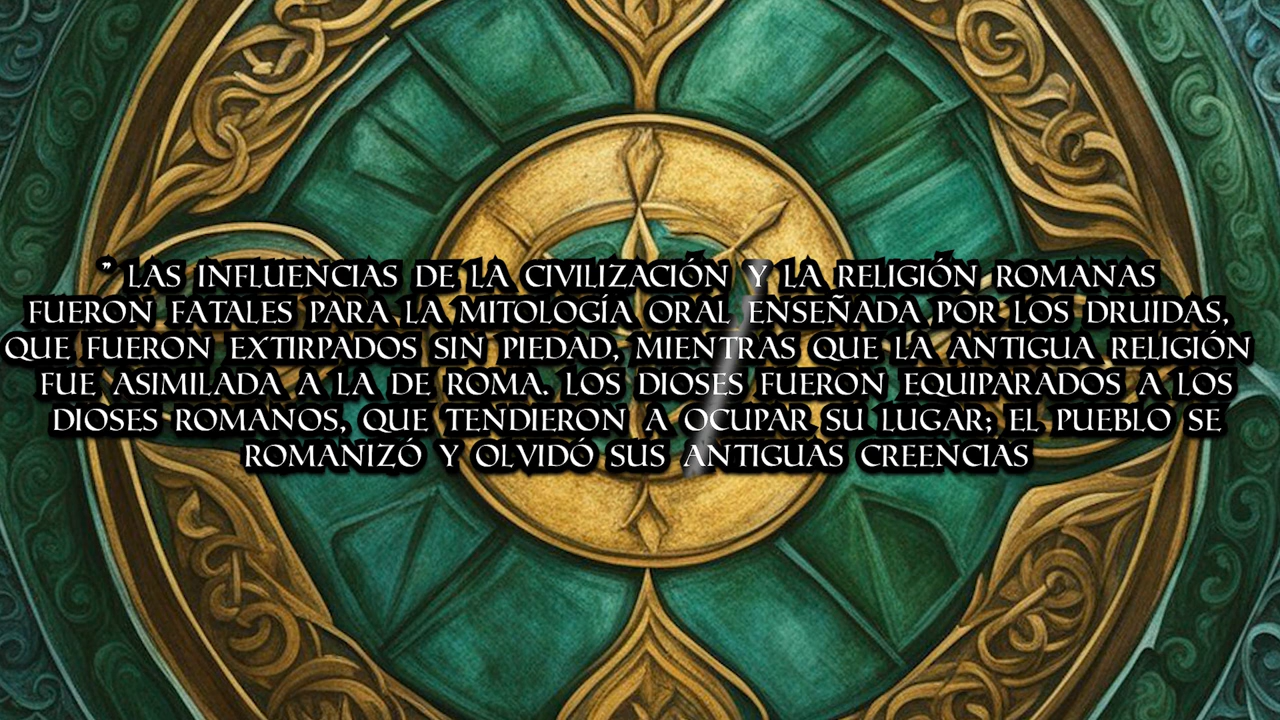 " LAS INFLUENCIAS DE LA CIVILIZACIÓN Y LA RELIGIÓN ROMANAS
FUERON FATALES PARA LA MITOLOGÍA ORAL ENSEÑADA POR LOS DRUIDAS,
QUE FUERON EXTIRPADOS SIN PIEDAD, MIENTRAS QUE LA ANTIGUA RELIGIÓN
FUE ASIMILADA A LA DE ROMA. LOS DIOSES FUERON EQUIPARADOS A LOS
DIOSES ROMANOS, QUE TENDIERON A OCUPAR SU LUGAR; EL PUEBLO SE
ROMANIZÓ Y OLVIDÓ SUS ANTIGUAS CREENCIAS